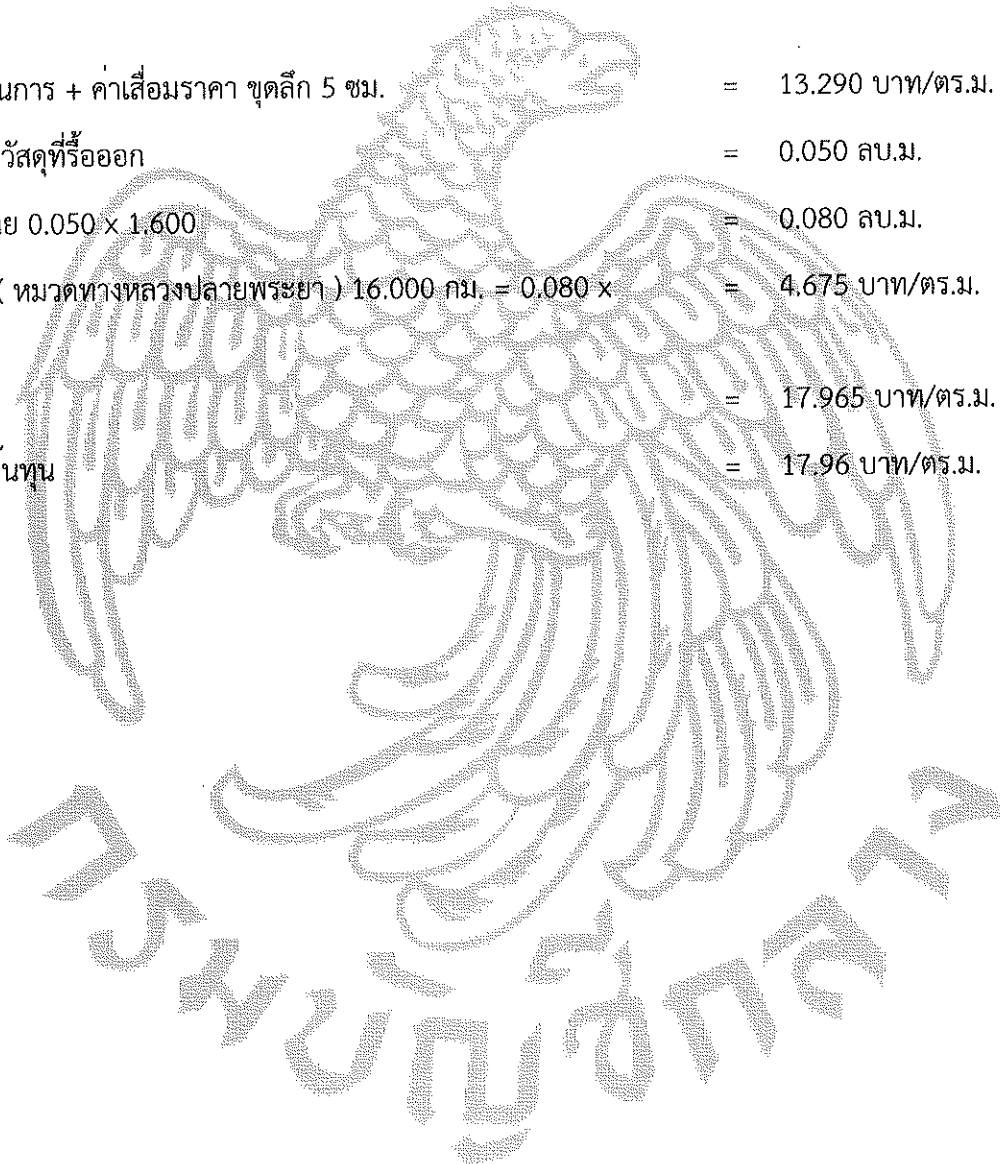 นการ + ค่าเสื่อมราคา ขุดลึก 5 ซม. = 13.290 บาท/ตร.ม.
วัสดุที่รื้อออก = 0.050 ลบ.ม.
าย 0.050 x 1.600 = 0.080 ลบ.ม.
( หมวดทางหลวงปลายพระยา ) 16.000 กม. = 0.080 x = 4.675 บาท/ตร.ม.
= 17.965 บาท/ตร.ม.
ันทุน = 17.96 บาท/ตร.ม.